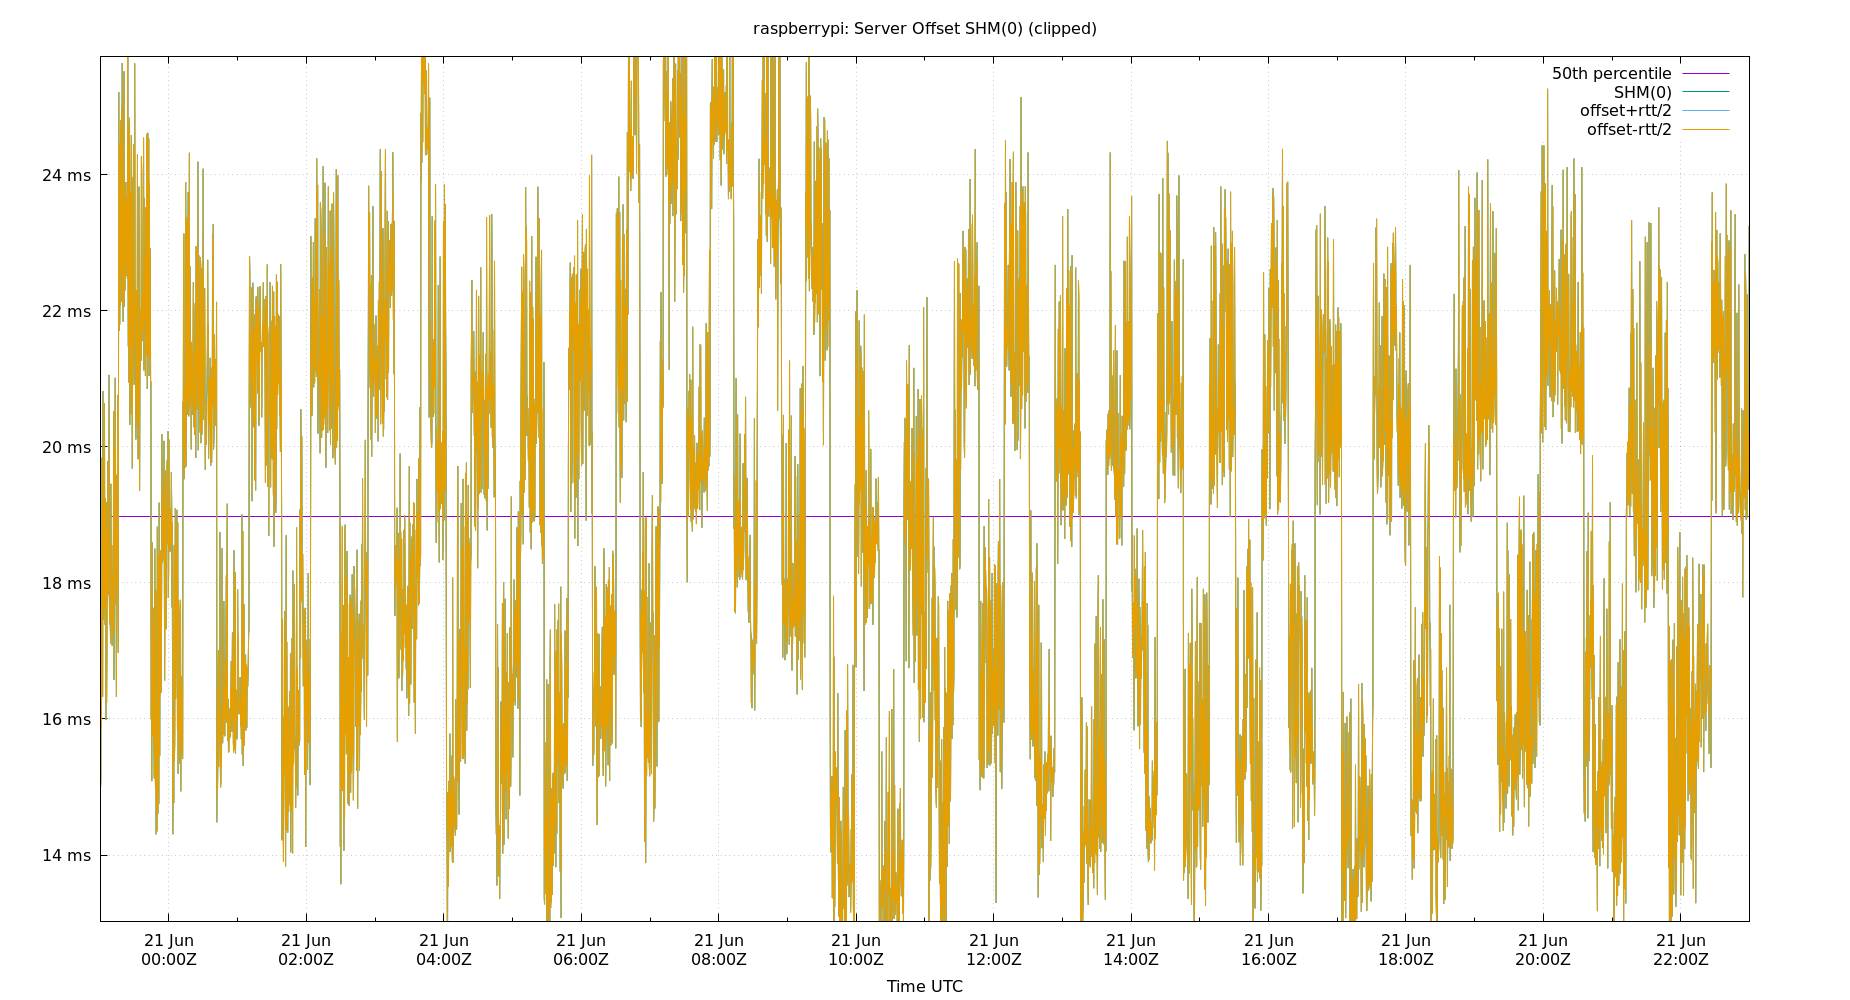 raspberrypi: Server Offset SHM(0) (clipped)
50th percentile
SHM(0)
offset+rtt/2
offset-rtt/2
24 ms
22 ms
20 ms
18 ms
16 ms
14 ms
21 Jun 21 Jun 21 Jun 21 Jun 21 Jun 21 Jun 21 Jun 21 Jun 21 Jun 21 Jun 21 Jun 21 Jun
00:00Z 02:00Z 04:00Z 06:00Z 08:00Z 10:00Z 12:00Z 14:00Z 16:00Z 18:00Z 20:00Z 22:00Z
Time UTC